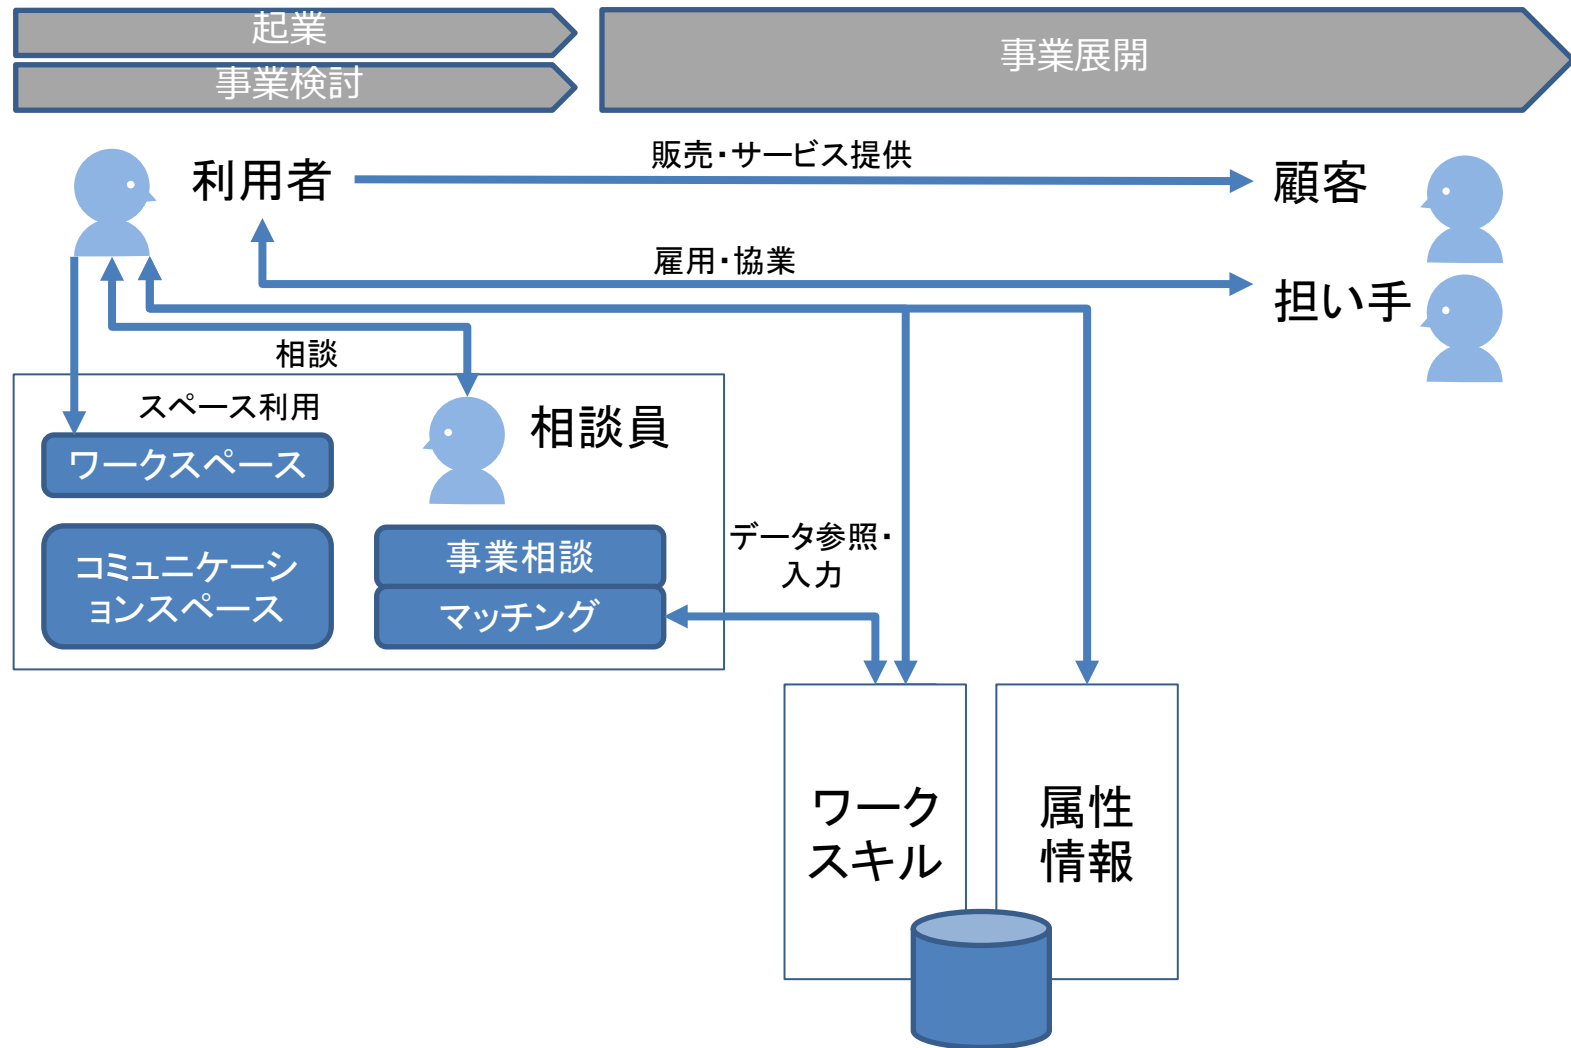 起業
事業検討
事業展開
利用者
販売・サービス提供
顧客
雇用・協業
担い手
相談
スペース利用
相談員
ワークスペース
コミュニケーシ
ョンスペース
事業相談
マッチング
データ参照・
入力
ワーク
スキル
属性
情報